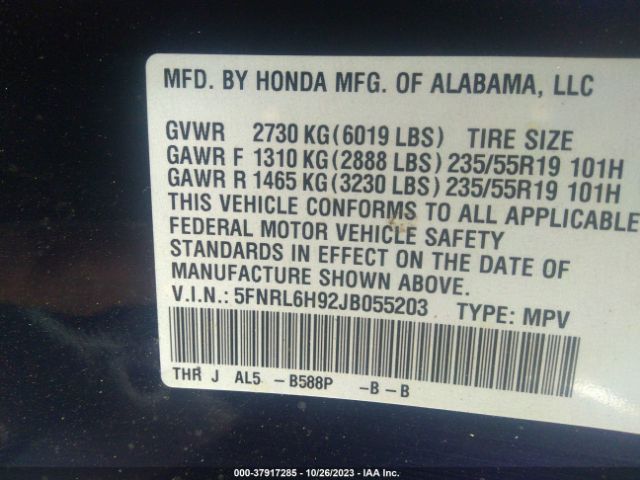 MFD. BY HONDA MFG. OF ALABAMA, LLC
GVWR 2730 KG (6019 LBS) TIRE SIZE
GAWR F 1310 KG (2888 LBS) 235/55R19 101H
GAWR R 1465 KG (3230 LBS) 235/55R19 101H
THIS VEHICLE CONFORMS TO ALL APPLICABLE
FEDERAL MOTOR VEHICLE SAFETY
STANDARDS IN EFFECT ON THE DATE OF
MANUFACTURE SHOWN ABOVE.
V.I.N.: 5FNRL6H92JB055203 TYPE: MPV
THR J AL5 -B588P -B-B
000-37917285 - 10/26/2023 - IAA Inc.